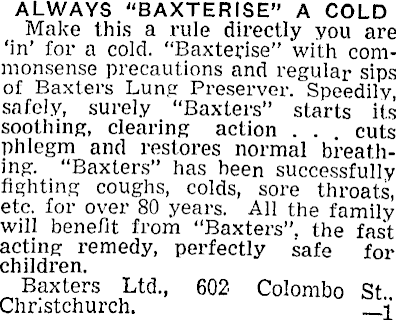 ALWAYS "BAXTERISE" A COLD
Make this a rule directly you are
'in' for a cold. "Baxterise" with com-
monsense precautions and regular sips
of Baxters Lung Preserver. Speedily,
safely, surely "Baxters" starts its
soothing, clearing action . . . cuts
phlegm and restores normal breath-
ing. "Baxters" has been successfully
fighting coughs, colds, sore throats,
etc. for over 80 years. All the family
will benefit from "Baxters", the fast
acting remedy, perfectly safe for
children.
Baxters Ltd., 602 Colombo St.,
Christchurch. —1